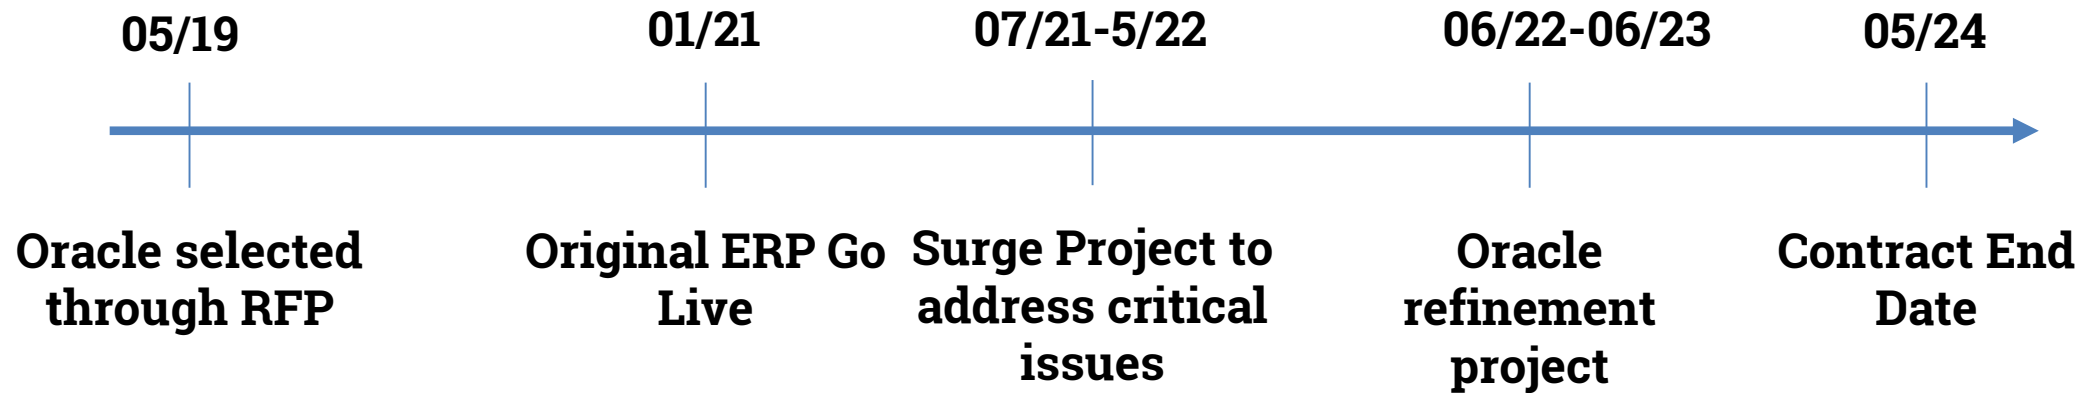 05/19
01/21
07/21-5/22
06/22-06/23
05/24
Oracle selected
through RFP
Original ERP Go
Live
Surge Project to
address critical
issues
Oracle
refinement
project
Contract End
Date